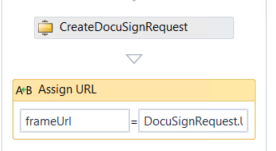 CreateDocuSignRequest
A+B Assign URL
frameUrl = DocuSignRequest.